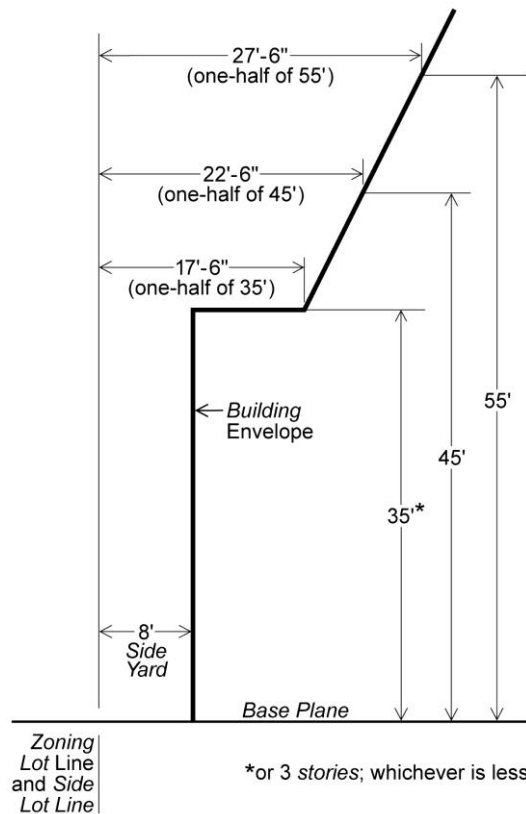 27'-6"
(one-half of 55')
22'-6"
(one-half of 45')
17'-6"
(one-half of 35')
Building
Envelope
55'
45'
35'*
8'
Side
Yard
Base Plane
Zoning
Lot Line
and Side
Lot Line
*or 3 stories; whichever is less